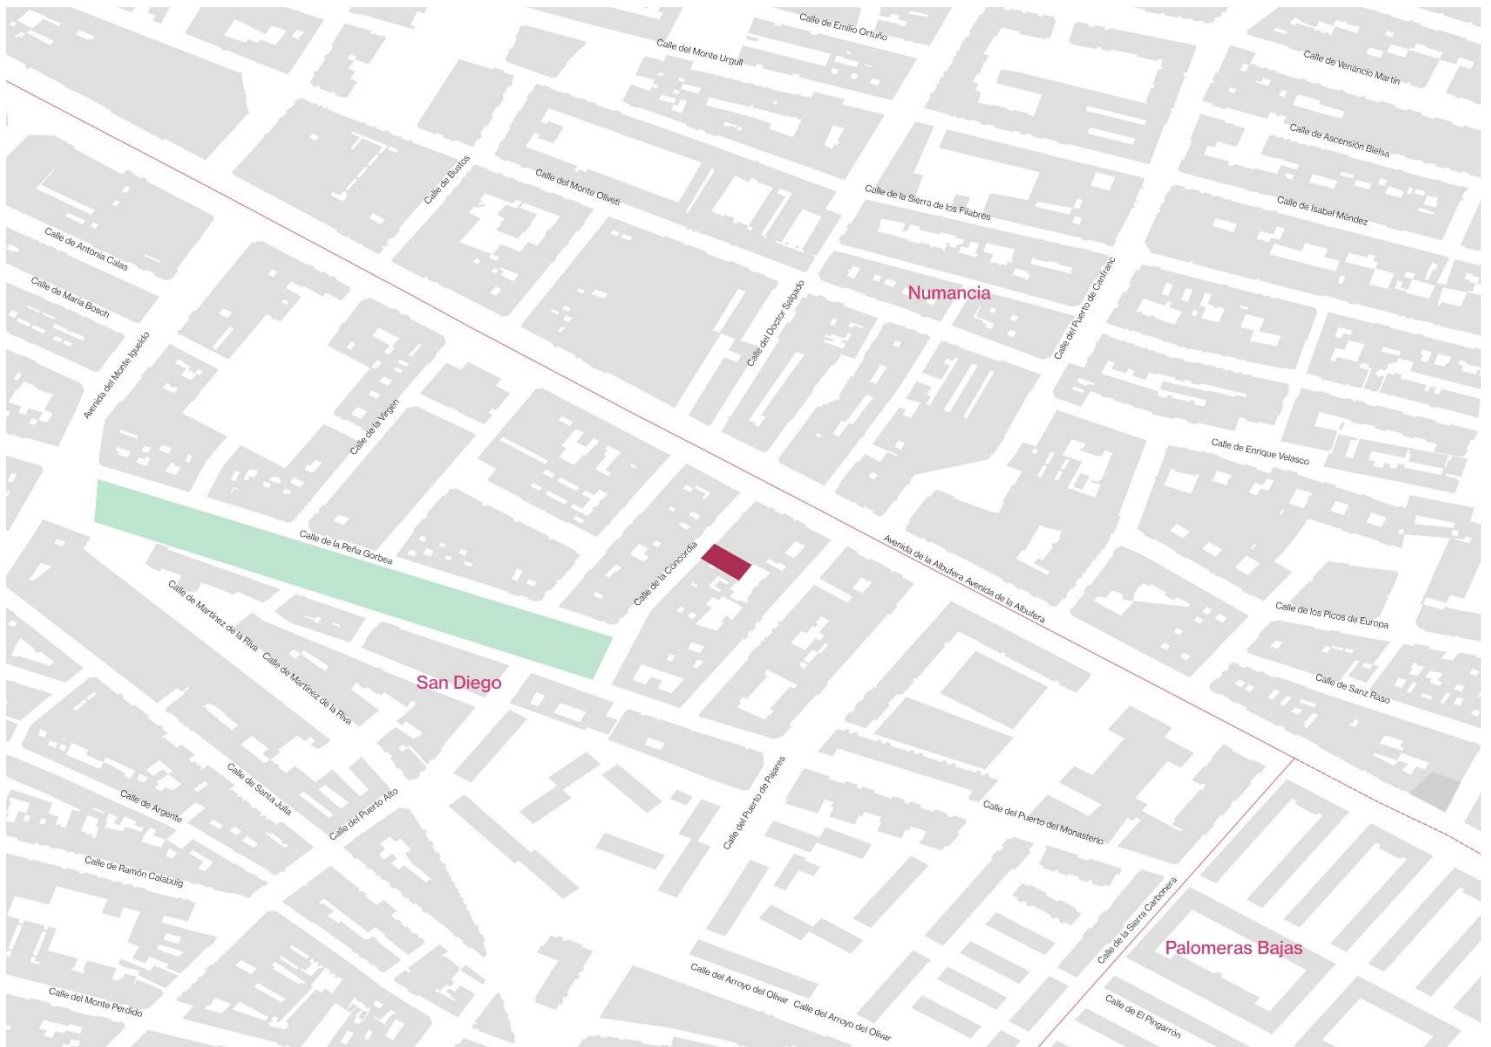 Calle de Emilio Ortuño
Calle del Monte Urgull
Calle de Venancio Martín
Calle de Ascensión Bielsa
Calle de Bustos
Calle del Monte Oliveti
Calle de la Sierra de los Filabres
Calle de Isabel Méndez
Calle de Antonia Calas
Calle de María Bosch
Numancia
Calle del Doctor Salgado
Calle del Puerto de Canfranc
Avenida del Monte Igueldo
Calle de la Virgen
Calle de Enrique Velasco
Calle de la Peña Gorbea
Calle de la Concordia
Avenida de la Albufera Avenida de la Albufera
Calle de los Picos de Europa
Calle de Martínez de la Riva Calle de Martínez de la Riva
San Diego
Calle de Sanz Raso
Calle de Santa Julia
Calle de Argente
Calle del Puerto Alto
Calle del Puerto de Pajares
Calle del Puerto del Monasterio
Calle de Ramón Calabuig
Calle de la Sierra Carbonera
Palomeras Bajas
Calle del Monte Perdido
Calle del Arroyo del Olivar Calle del Arroyo del Olivar
Calle de El Pingarrón